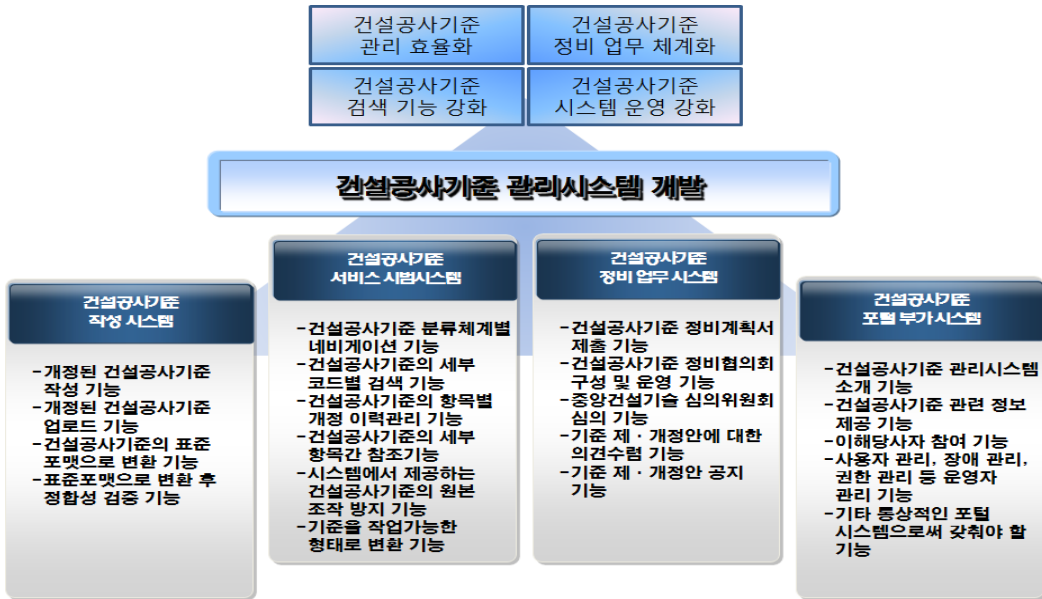 건설공사기준
관리 효율화
건설공사기준
정비 업무 체계화
건설공사기준
검색 기능 강화
건설공사기준
시스템 운영 강화
건설공사기준 관리시스템 개발
건설공사기준
작성 시스템
-개정된 건설공사기준
작성 기능
-개정된 건설공사기준
업로드 기능
-건설공사기준의 표준
포맷으로 변환 기능
-표준포맷으로 변환 후
정합성 검증 기능
건설공사기준
서비스 시범시스템
-건설공사기준 분류체계별
네비게이션 기능
-건설공사기준의 세부
코드별 검색 기능
-건설공사기준의 항목별
개정 이력관리 기능
-건설공사기준의 세부
항목간 참조기능
-시스템에서 제공하는
건설공사기준의 원본
조작 방지 기능
-기준을 작업가능한
형태로 변환 기능
건설공사기준
정비 업무 시스템
-건설공사기준 정비계획서
제출 기능
-건설공사기준 정비협의회
구성 및 운영 기능
-중앙건설기술 심의위원회
심의 기능
-기준 제 · 개정안에 대한
의견수렴 기능
-기준 제 · 개정안 공지
기능
건설공사기준
포털 부가 시스템
-건설공사기준 관리시스템
소개 기능
-건설공사기준 관련 정보
제공 기능
-이해당사자 참여 기능
-사용자 관리, 장애 관리,
권한 관리 등 운영자
관리 기능
-기타 통상적인 포털
시스템으로써 갖춰야 할
기능